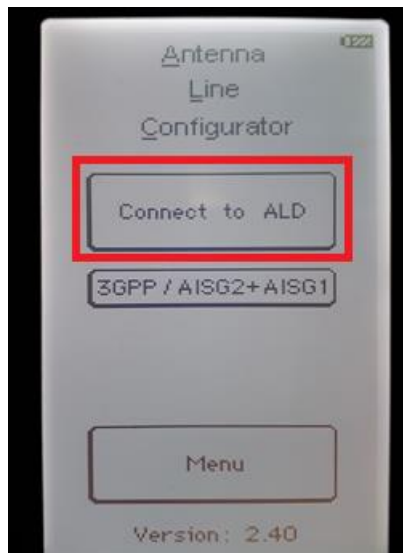 Antenna
Line
Configurator
Connect to ALD
3GPP / AISG2+AISG1
Menu
Version: 2.40